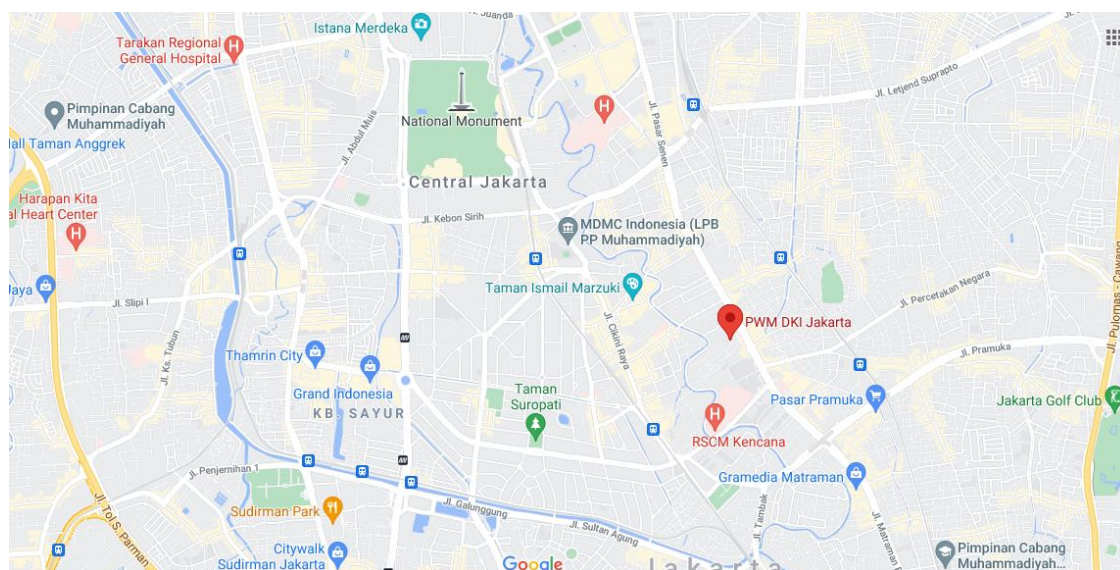 Istana Merdeka
Jl. Juanda
Tarakan Regional
General Hospital
Jl. Letjend Suprapto
Jl. Pasar Senen
Pimpinan Cabang
Muhammadiyah
National Monument
Jl. Abdul Muis
Mall Taman Anggrek
Central Jakarta
Harapan Kita
Heart Center
Jl. Kebon Sirih
MDMC Indonesia (LPB
PP Muhammadiyah)
Jaya
Taman Ismail Marzuki
Jl. Percetakan Negara
Jl. Slipi I
PWM DKI Jakarta
Jl. Pulomas - Cawang
Jl. Cikini Raya
Jl. Ks. Tubun
Thamrin City
Jl. Pramuka
Grand Indonesia
Taman
Suropati
KB. SAYUR
Pasar Pramuka
Jakarta Golf Club
RSCM Kencana
Jl. Penjernihan 1
Gramedia Matraman
Jl. Tol S. Parman
Sudirman Park
Jl. Galunggung
Jl. Sultan Agung
Jl. Tambak
Jl. Matraman
Citywalk
Sudirman Jakarta
Google
Jakarta
Pimpinan Cabang
Muhammadiyah...